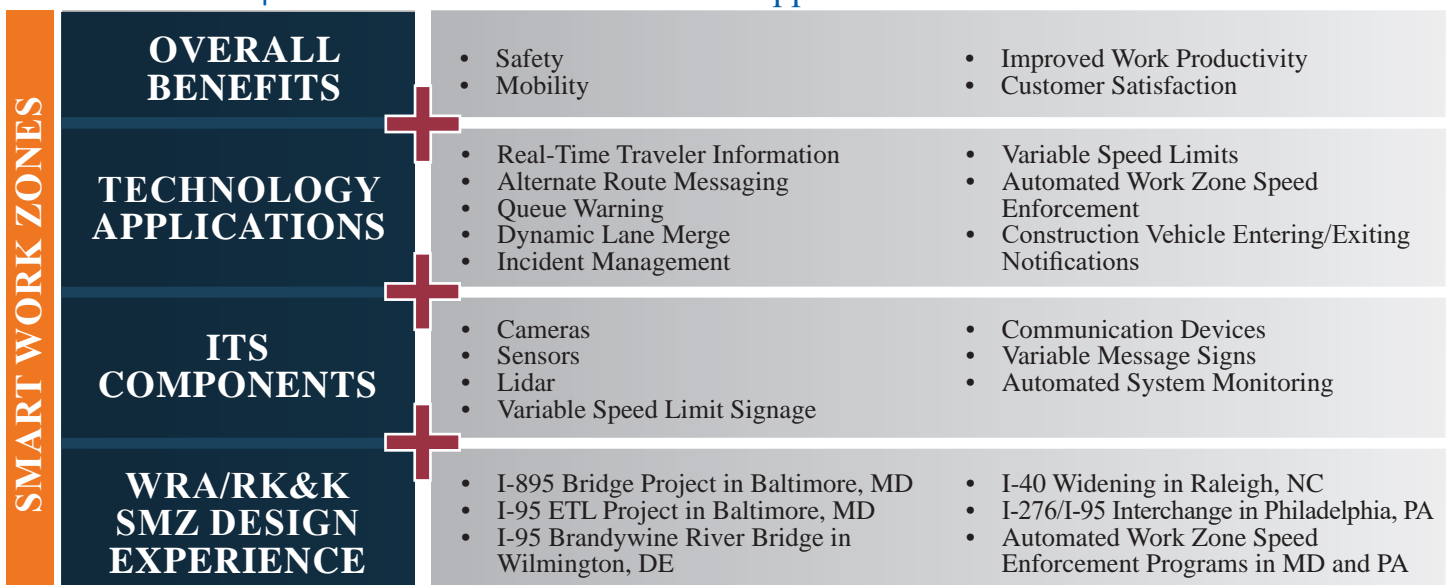 SMART WORK ZONES
OVERALL
BENEFITS
• Safety
• Mobility
• Improved Work Productivity
• Customer Satisfaction
TECHNOLOGY
APPLICATIONS
• Real-Time Traveler Information
• Alternate Route Messaging
• Queue Warning
• Dynamic Lane Merge
• Incident Management
• Variable Speed Limits
• Automated Work Zone Speed
Enforcement
• Construction Vehicle Entering/Exiting
Notifications
ITS
COMPONENTS
• Cameras
• Sensors
• Lidar
• Variable Speed Limit Signage
• Communication Devices
• Variable Message Signs
• Automated System Monitoring
WRA/RK&K
SMZ DESIGN
EXPERIENCE
• I-895 Bridge Project in Baltimore, MD
• I-95 ETL Project in Baltimore, MD
• I-95 Brandywine River Bridge in
Wilmington, DE
• I-40 Widening in Raleigh, NC
• I-276/I-95 Interchange in Philadelphia, PA
• Automated Work Zone Speed
Enforcement Programs in MD and PA